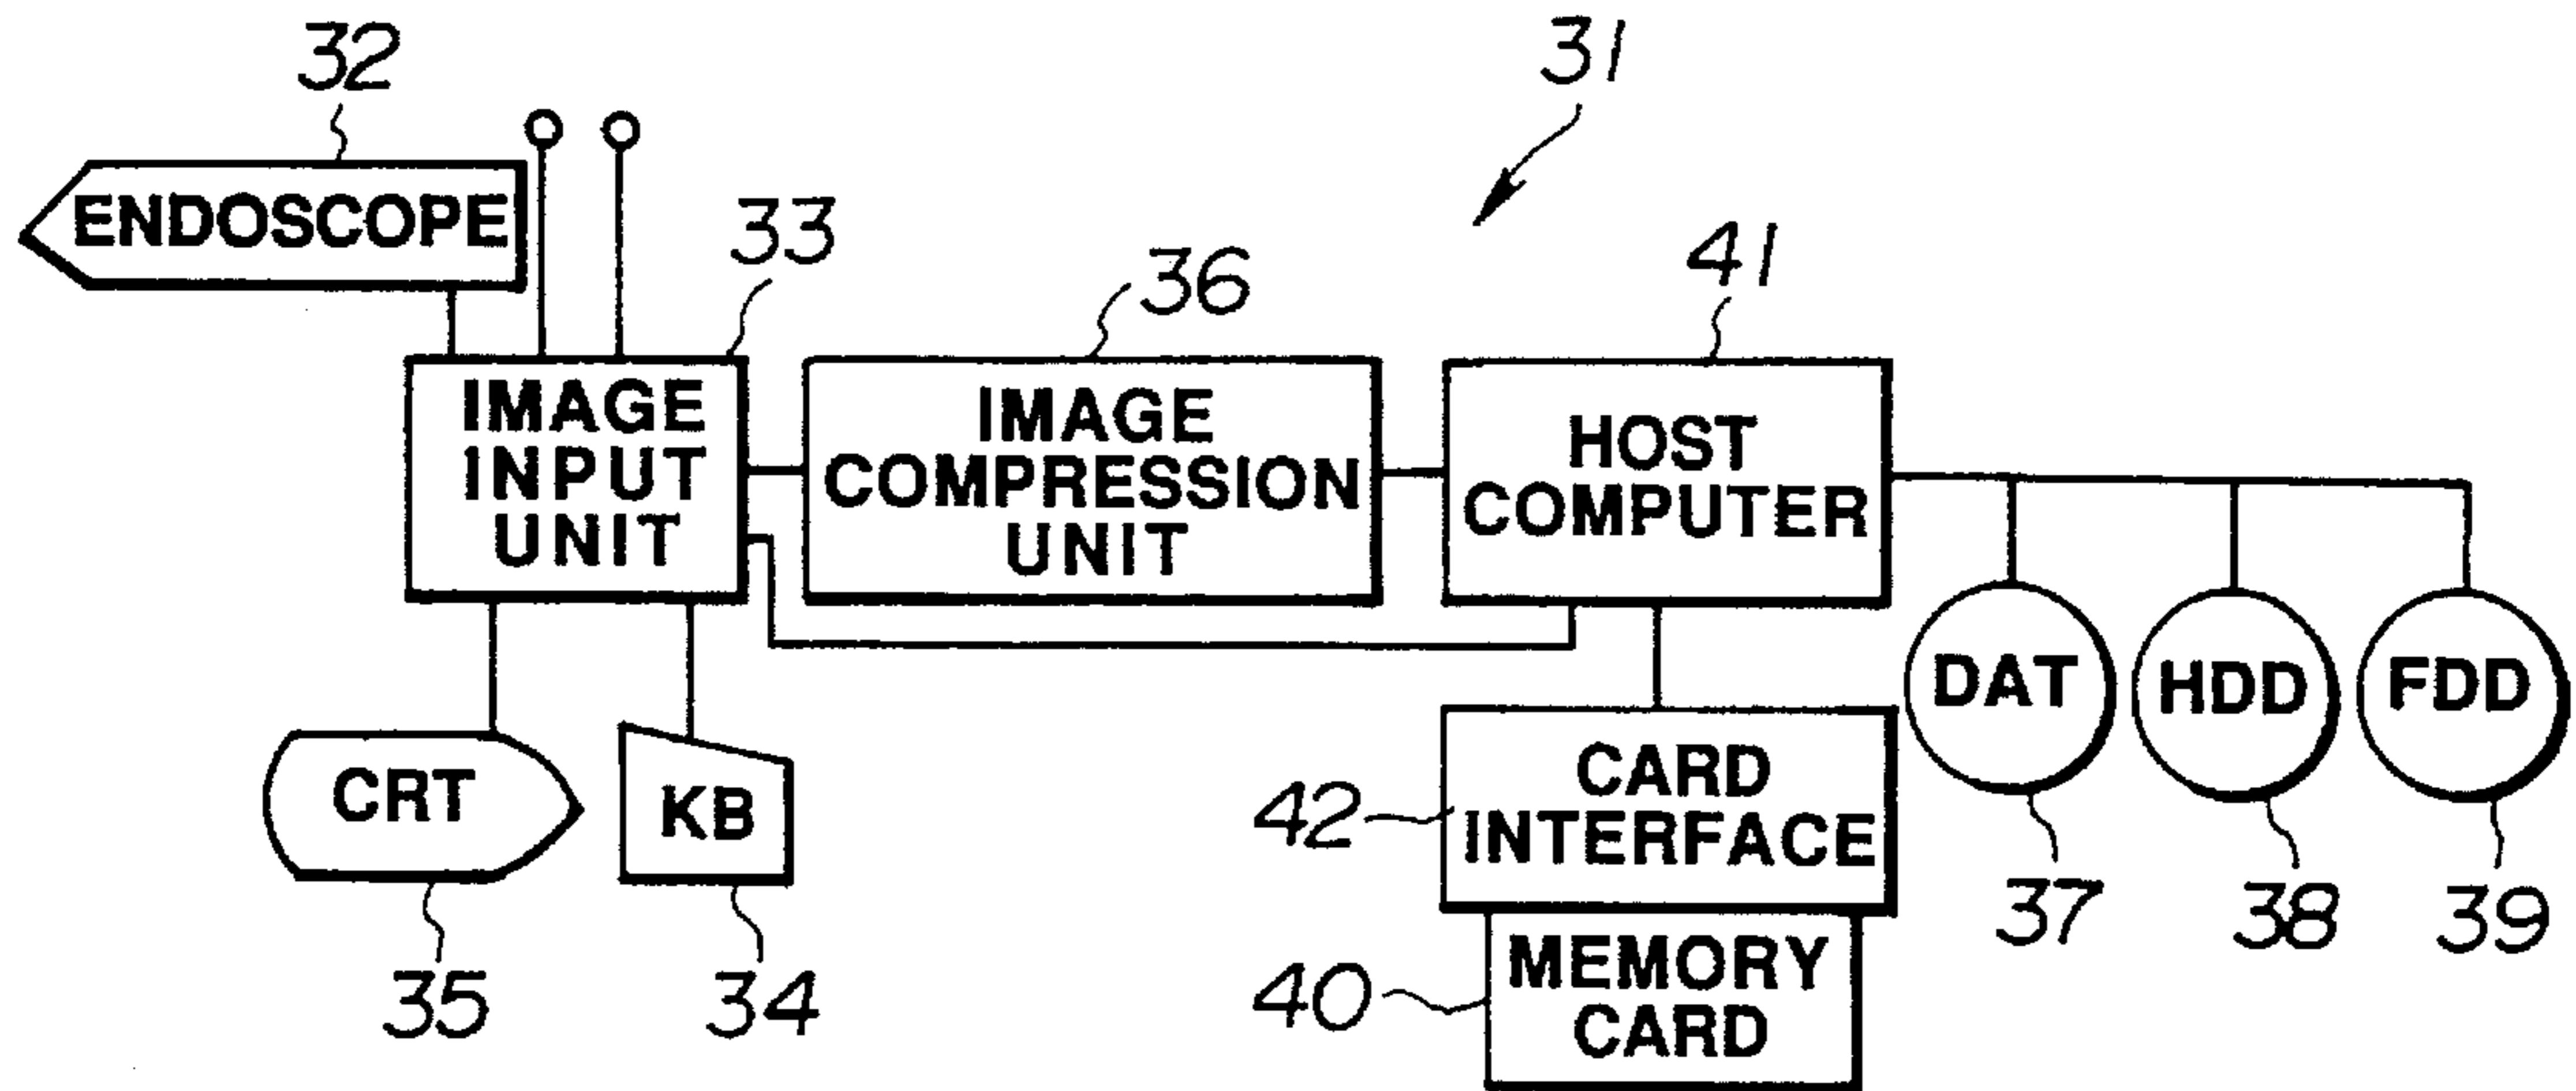 32
31
ENDOSCOPE
33
36
41
IMAGE
INPUT
UNIT
IMAGE
COMPRESSION
UNIT
HOST
COMPUTER
CRT
KB
42
CARD
INTERFACE
DAT
HDD
FDD
35
34
40
MEMORY
CARD
37
38
39